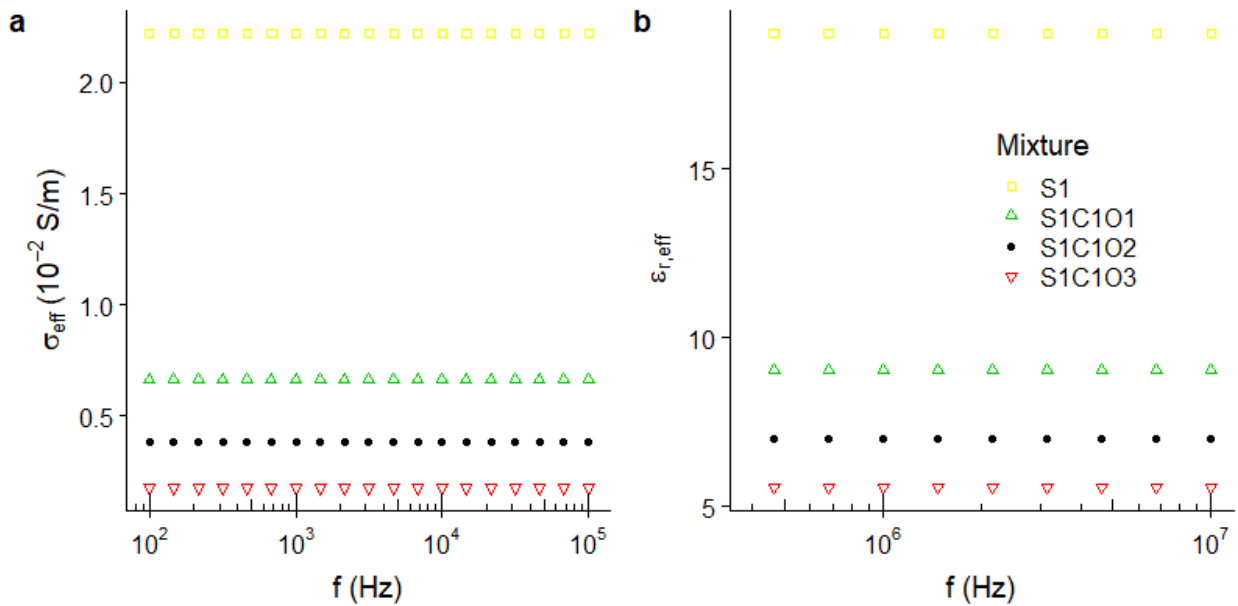 a
2.0
1.5
1.0
0.5
σeff (10⁻² S/m)
10² 10³ 10⁴ 10⁵
f (Hz)
b
15
10
5
εr,eff
Mixture
S1
S1C1O1
S1C1O2
S1C1O3
10⁶ 10⁷
f (Hz)